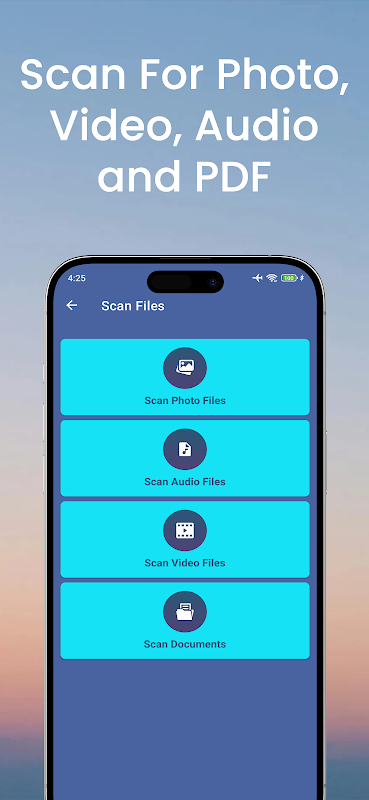 Scan For Photo,
Video, Audio
and PDF
4:25
100
Scan Files
Scan Photo Files
Scan Audio Files
Scan Video Files
Scan Documents